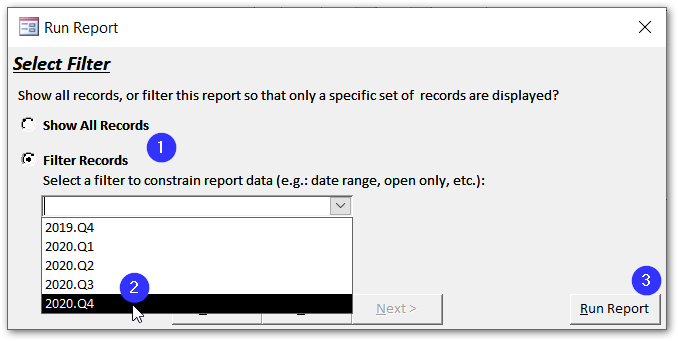 Run Report
Select Filter
Show all records, or filter this report so that only a specific set of records are displayed?
Show All Records
1
Filter Records
Select a filter to constrain report data (e.g.: date range, open only, etc.):
2019.Q4
2020.Q1
2020.Q2
2020.Q3
2
3
2020.Q4
Next >
Run Report